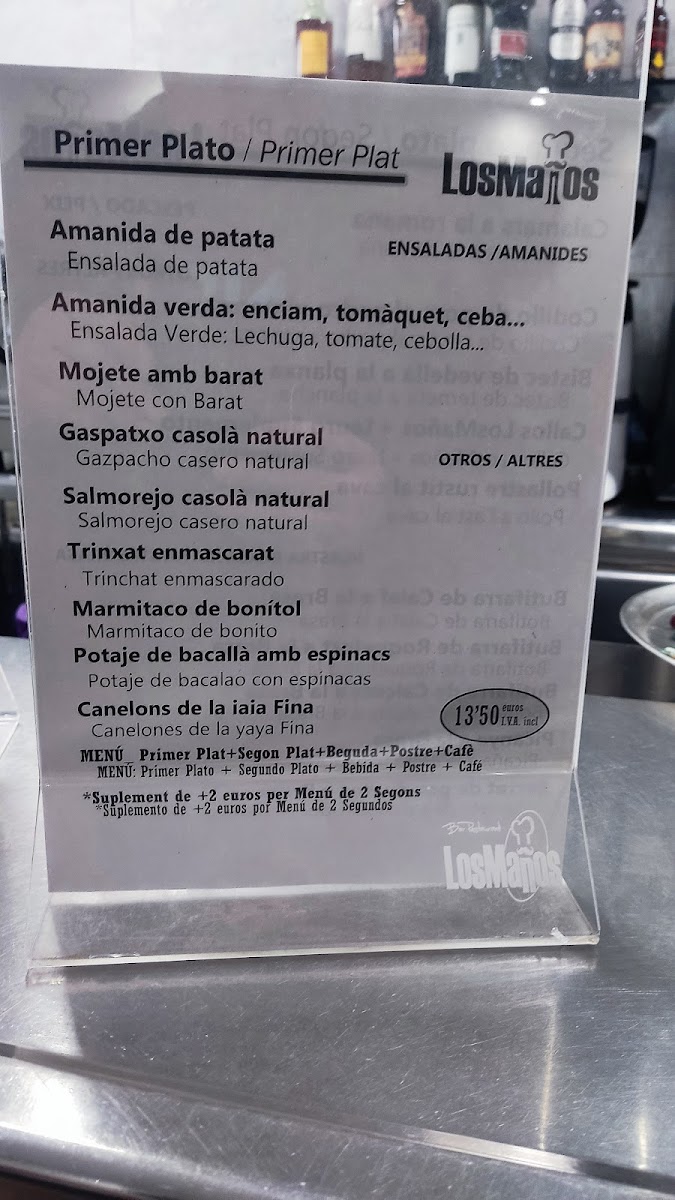 Primer Plato / Primer Plat
LosMaños
Amanida de patata
Ensalada de patata
ENSALADAS /AMANIDES
Amanida verda: enciam, tomàquet, ceba...
Ensalada Verde: Lechuga, tomate, cebolla...
Mojete amb barat
Mojete con Barat
Gaspatxo casolà natural
Gazpacho casero natural
OTROS / ALTRES
Salmorejo casolà natural
Salmorejo casero natural
Trinxat enmascarat
Trinchat enmascarado
Marmitaco de bonítol
Marmitaco de bonito
Potaje de bacallà amb espinacs
Potaje de bacalao con espinacas
Canelons de la iaia Fina
Canelones de la yaya Fina
13'50 euros
I.V.A. incl
MENÚ Primer Plat+Segon Plat+Beguda+Postre+Cafè
MENÚ: Primer Plato + Segundo Plato + Bebida + Postre + Café
*Suplement de +2 euros per Menú de 2 Segons
*Suplemento de +2 euros por Menú de 2 Segundos
Bar Restaurant
LosMaños